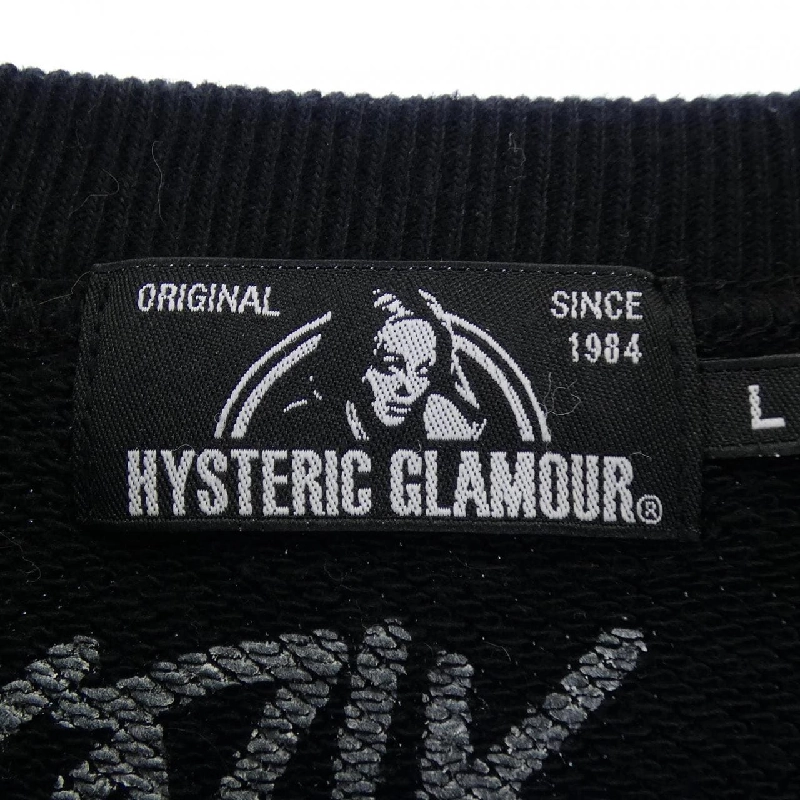 ORIGINAL
SINCE
1984
HYSTERIC GLAMOUR®
L